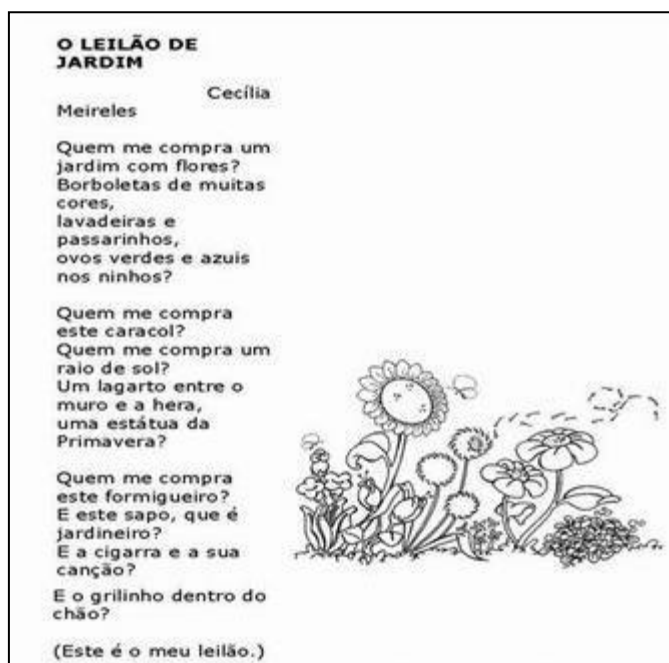 O LEILÃO DE
JARDIM
Cecília
Meireles
Quem me compra um
jardim com flores?
Borboletas de muitas
cores,
lavadeiras e
passarinhos,
ovos verdes e azuis
nos ninhos?
Quem me compra
este caracol?
Quem me compra um
raio de sol?
Um lagarto entre o
muro e a hera,
uma estátua da
Primavera?
Quem me compra
este formigueiro?
E este sapo, que é
jardineiro?
E a cigarra e a sua
canção?
E o grilinho dentro do
chão?
(Este é o meu leilão.)